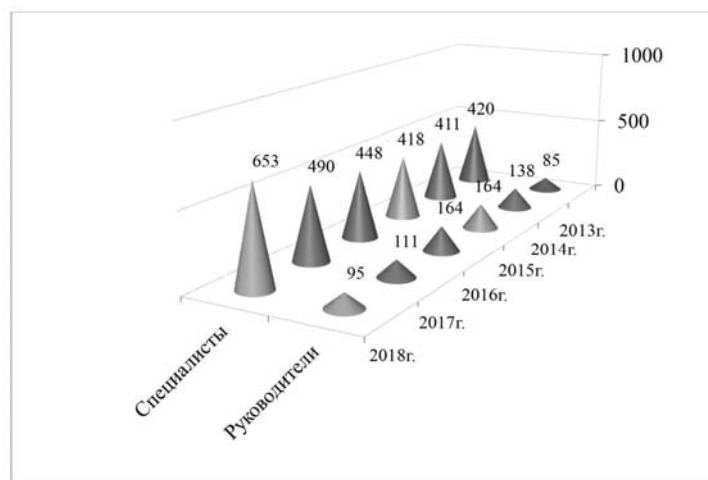 1000
500
0
653
490
448
418
411
420
95
111
164
164
138
85
2013г.
2014г.
2015г.
2016г.
2017г.
2018г.
Специалисты
Руководители